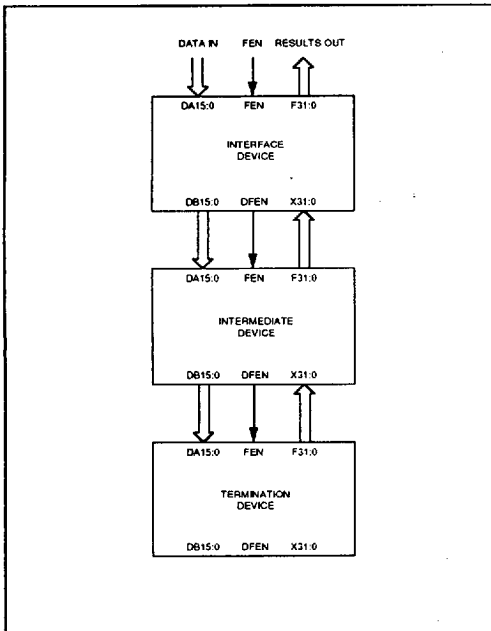 DATA IN FEN RESULTS OUT
DA15:0 FEN F31:0
INTERFACE
DEVICE
DB15:0 DFEN X31:0
DA15:0 FEN F31:0
INTERMEDIATE
DEVICE
DB15:0 DFEN X31:0
DA15:0 FEN F31:0
TERMINATION
DEVICE
DB15:0 DFEN X31:0